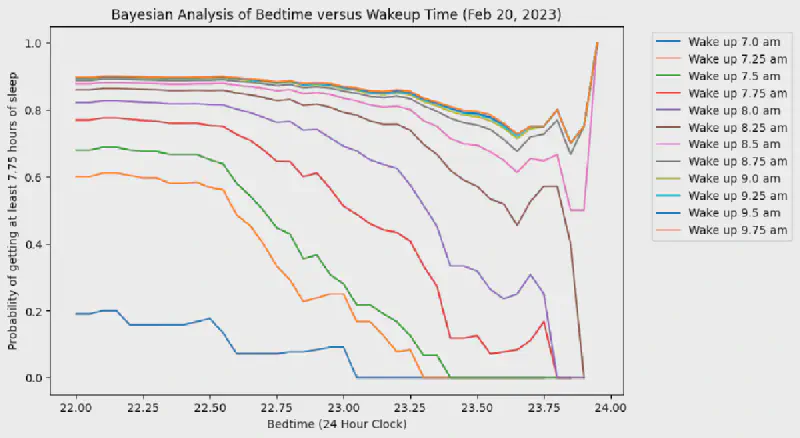 Bayesian Analysis of Bedtime versus Wakeup Time (Feb 20, 2023)
Probability of getting at least 7.75 hours of sleep
1.0
0.8
0.6
0.4
0.2
0.0
22.00 22.25 22.50 22.75 23.00 23.25 23.50 23.75 24.00
Bedtime (24 Hour Clock)
Wake up 7.0 am
Wake up 7.25 am
Wake up 7.5 am
Wake up 7.75 am
Wake up 8.0 am
Wake up 8.25 am
Wake up 8.5 am
Wake up 8.75 am
Wake up 9.0 am
Wake up 9.25 am
Wake up 9.5 am
Wake up 9.75 am